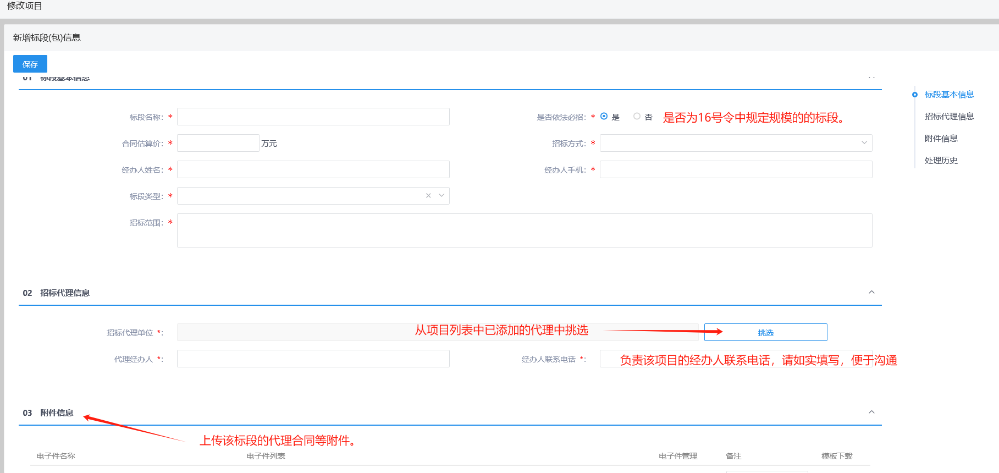 修改项目
新增标段(包)信息
保存
01 标段基本信息
标段基本信息
标段名称：*
是否依法必招：* 是 否 是否为16号令中规定规模的的标段。
招标代理信息
合同估算价：* 万元
招标方式：*
附件信息
经办人姓名：*
经办人手机：*
处理历史
标段类型：*
招标范围：*
02 招标代理信息
招标代理单位 *：
从项目列表中已添加的代理中挑选
挑选
代理经办人 *：
经办人联系电话 *：
负责该项目的经办人联系电话，请如实填写，便于沟通
03 附件信息
上传该标段的代理合同等附件。
电子件名称 电子件列表 电子件管理 备注 模板下载